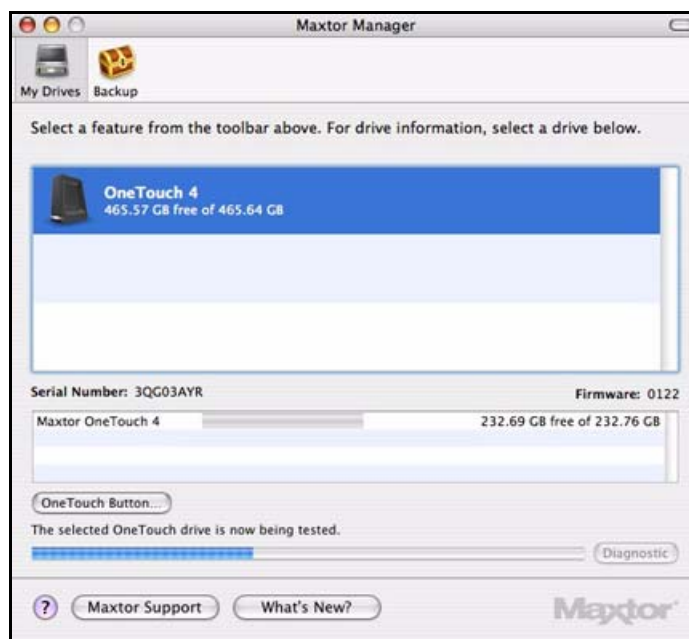 Maxtor Manager
My Drives Backup
Select a feature from the toolbar above. For drive information, select a drive below.
OneTouch 4
465.57 GB free of 465.64 GB
Serial Number: 3QG03AYR Firmware: 0122
Maxtor OneTouch 4 232.69 GB free of 232.76 GB
OneTouch Button...
The selected OneTouch drive is now being tested.
Diagnostic
? Maxtor Support What's New? Maxtor